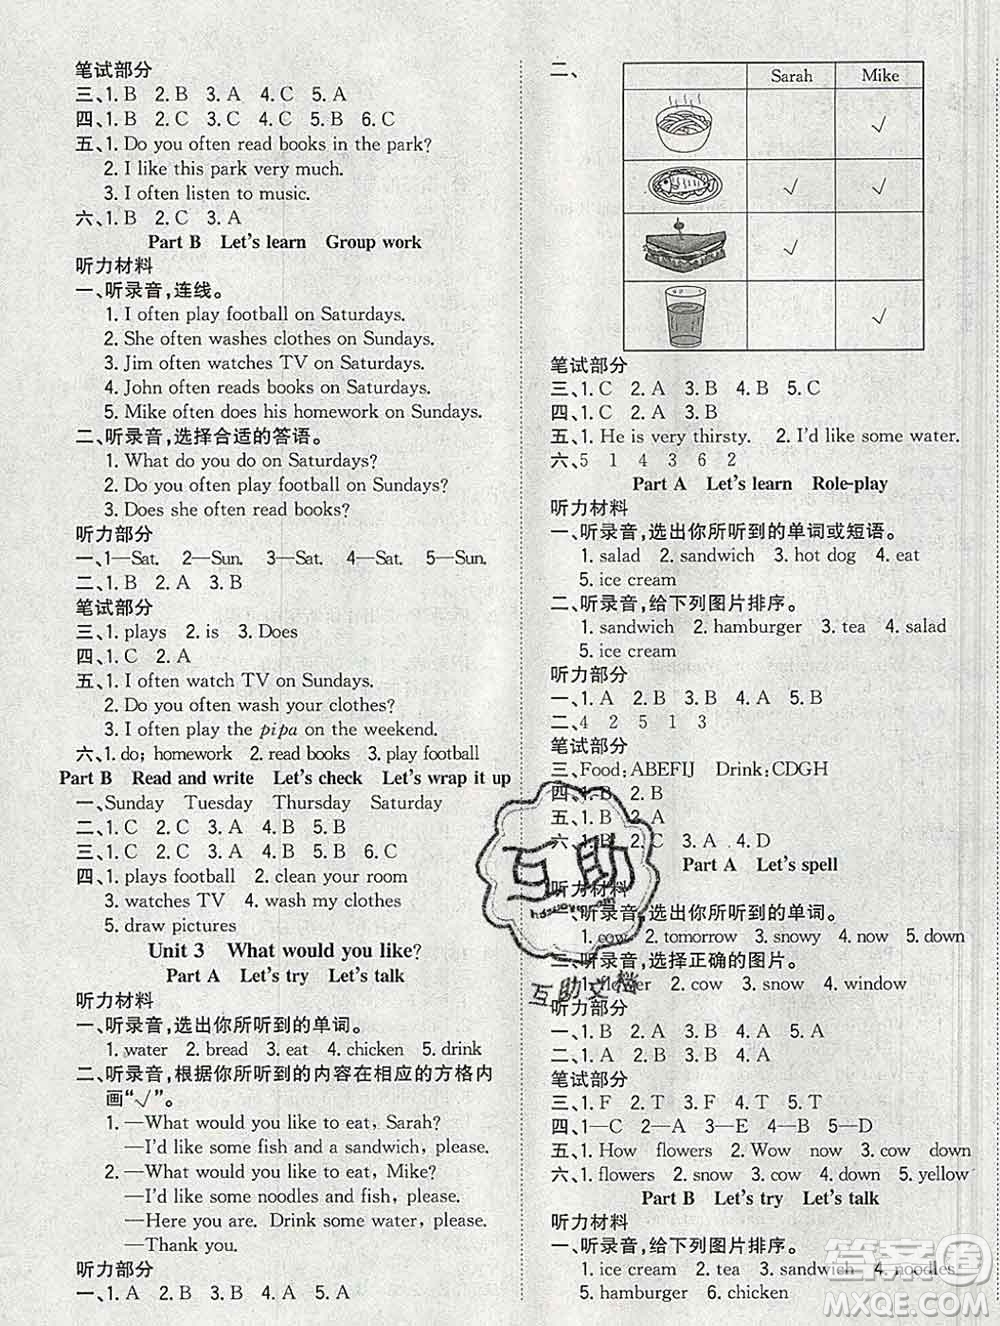 笔试部分
三、1. B 2. B 3. A 4. C 5. A
四、1. B 2. C 3. A 4. B 5. B 6. C
五、1. Do you often read books in the park?
2. I like this park very much.
3. I often listen to music.
六、1. B 2. C 3. A
Part B Let's learn Group work
听力材料
一、听录音,连线。
1. I often play football on Saturdays.
2. She often washes clothes on Sundays.
3. Jim often watches TV on Saturdays.
4. John often reads books on Saturdays.
5. Mike often does his homework on Sundays.
二、听录音,选择合适的答语。
1. What do you do on Saturdays?
2. Do you often play football on Sundays?
3. Does she often read books?
听力部分
一、1—Sat. 2—Sun. 3—Sat. 4—Sat. 5—Sun.
二、1. B 2. A 3. B
笔试部分
三、1. plays 2. is 3. Does
四、1. C 2. A
五、1. I often watch TV on Sundays.
2. Do you often wash your clothes?
3. I often play the pipa on the weekend.
六、1. do; homework 2. read books 3. play football
Part B Read and write Let's check Let's wrap it up
一、Sunday Tuesday Thursday Saturday
二、1. C 2. C 3. A 4. B 5. B
三、1. C 2. C 3. A 4. B 5. B 6. C
四、1. plays football 2. clean your room
3. watches TV 4. wash my clothes
5. draw pictures
Unit 3 What would you like?
Part A Let's try Let's talk
听力材料
一、听录音,选出你所听到的单词。
1. water 2. bread 3. eat 4. chicken 5. drink
二、听录音,根据你所听到的内容在相应的方格内
画“√”。
1. —What would you like to eat, Sarah?
—I'd like some fish and a sandwich, please.
2. —What would you like to eat, Mike?
—I'd like some noodles and fish, please.
—Here you are. Drink some water, please.
—Thank you.
听力部分
一、1. A 2. B 3. A 4. B 5. A
二、
Sarah Mike
√
√ √
√
√
笔试部分
三、1. C 2. A 3. B 4. B 5. C
四、1. C 2. A 3. B
五、1. He is very thirsty. 2. I'd like some water.
六、5 1 4 3 6 2
Part A Let's learn Role-play
听力材料
一、听录音,选出你所听到的单词或短语。
1. salad 2. sandwich 3. hot dog 4. eat
5. ice cream
二、听录音,给下列图片排序。
1. sandwich 2. hamburger 3. tea 4. salad
5. ice cream
听力部分
一、1. A 2. B 3. B 4. A 5. A
二、4 2 5 1 3
笔试部分
三、Food:ABEFIJ Drink:CDGH
四、1. B 2. B
五、1. B 2. A
六、1. B 2. C 3. A 4. D
Part A Let's spell
听力材料
一、听录音,选出你所听到的单词。
1. cow 2. tomorrow 3. snowy 4. now 5. down
二、听录音,选择正确的图片。
1. flower 2. cow 3. snow 4. window
听力部分
一、1. B 2. A 3. B 4. A 5. B
二、1. A 2. B 3. B 4. A
笔试部分
三、1. F 2. T 3. F 4. T 5. T
四、1—C 2—A 3—E 4—B 5—D
五、1. How flowers 2. Wow now 3. cow down
六、1. flowers 2. snow 3. cow 4. down 5. yellow
Part B Let's try Let's talk
听力材料
一、听录音,给下列图片排序。
1. ice cream 2. tea 3. sandwich 4. noodles
5. hamburger 6. chicken
互助
互助文档
答案圈
MXQE.COM